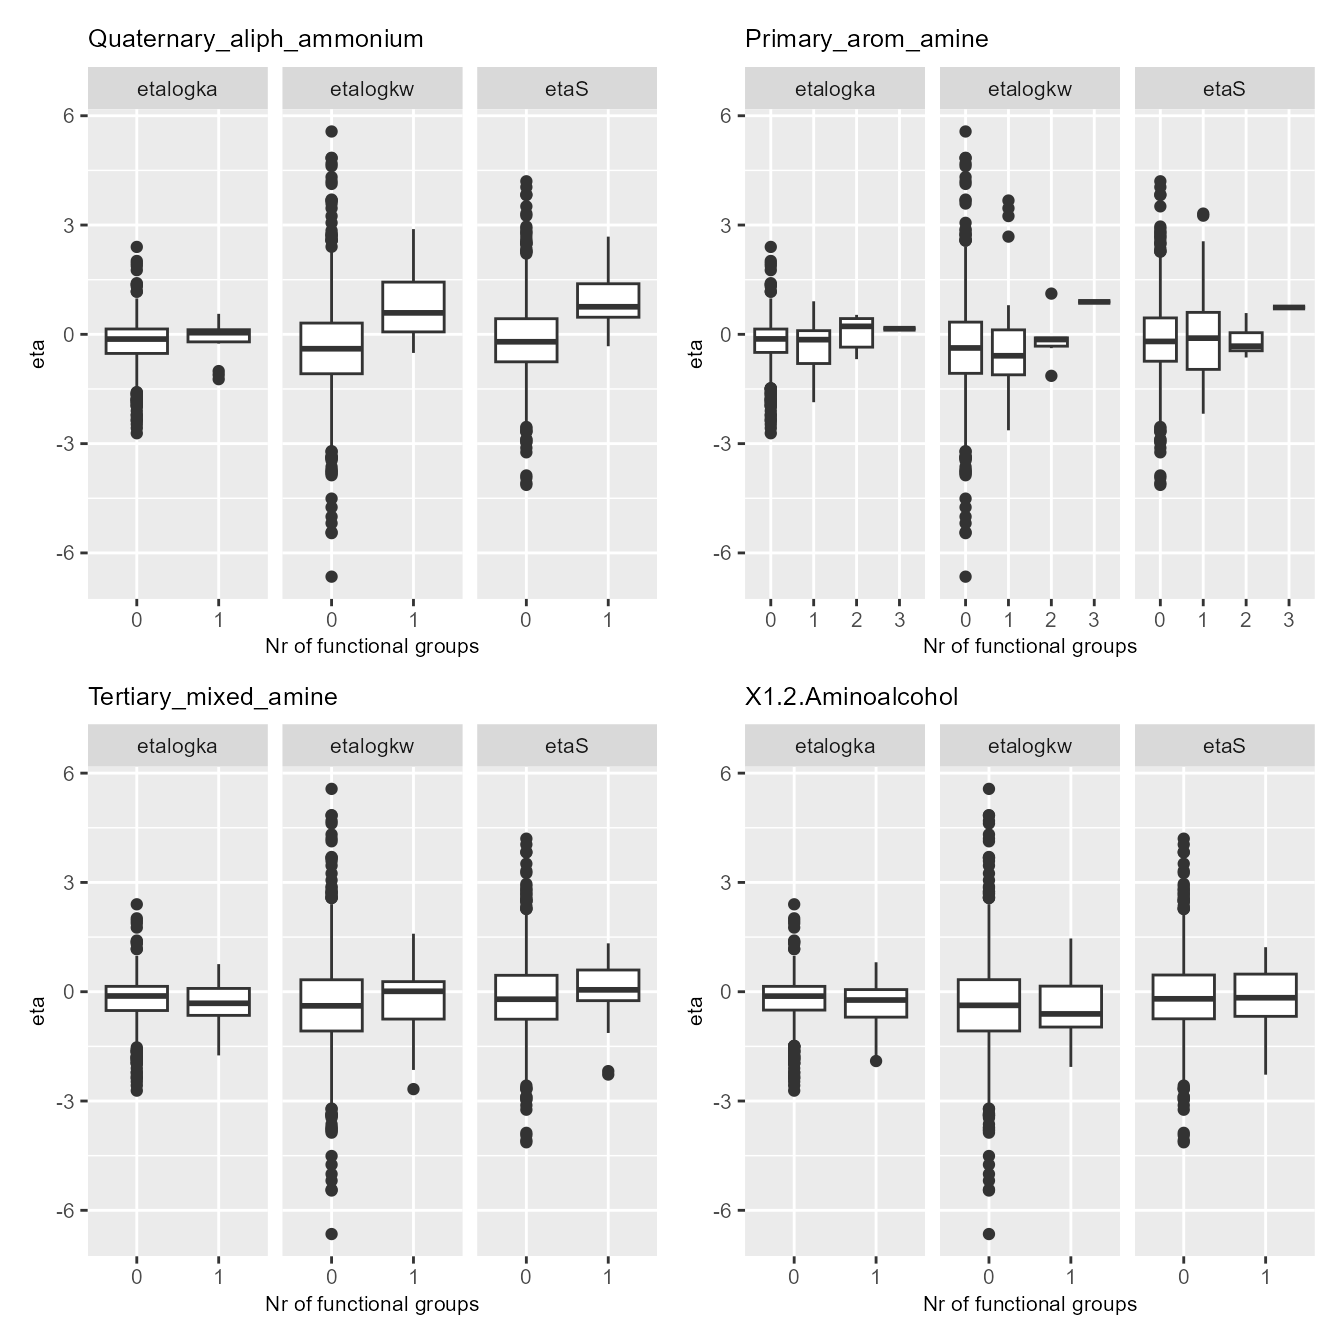 Quaternary_aliph_ammonium
etalogka etalogkw etaS
6
3
0
-3
-6
eta
0 1 0 1 0 1
Nr of functional groups
Primary_arom_amine
etalogka etalogkw etaS
6
3
0
-3
-6
eta
0 1 2 3 0 1 2 3 0 1 2 3
Nr of functional groups
Tertiary_mixed_amine
etalogka etalogkw etaS
6
3
0
-3
-6
eta
0 1 0 1 0 1
Nr of functional groups
X1.2.Aminoalcohol
etalogka etalogkw etaS
6
3
0
-3
-6
eta
0 1 0 1 0 1
Nr of functional groups